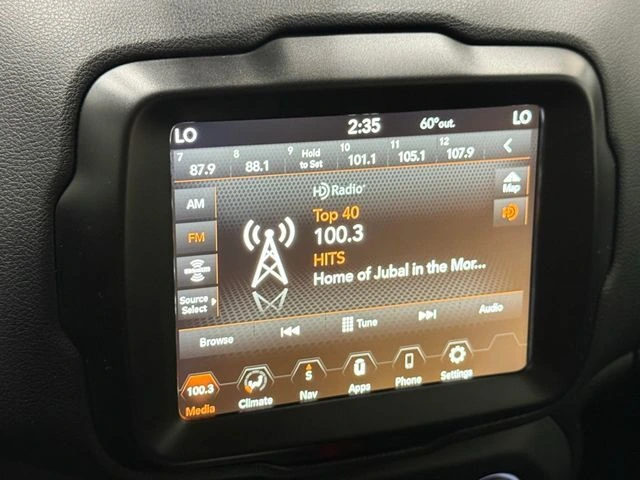 LO 2:35 60°out. LO
7 87.9 8 88.1 9 Hold to Set 10 101.1 11 105.1 12 107.9
HD Radio
AM
Map
Top 40
FM
HD
100.3
HITS
Home of Jubal in the Mor...
Source Select
Browse Tune Audio
100.3
S
Media Climate Nav Apps Phone Settings